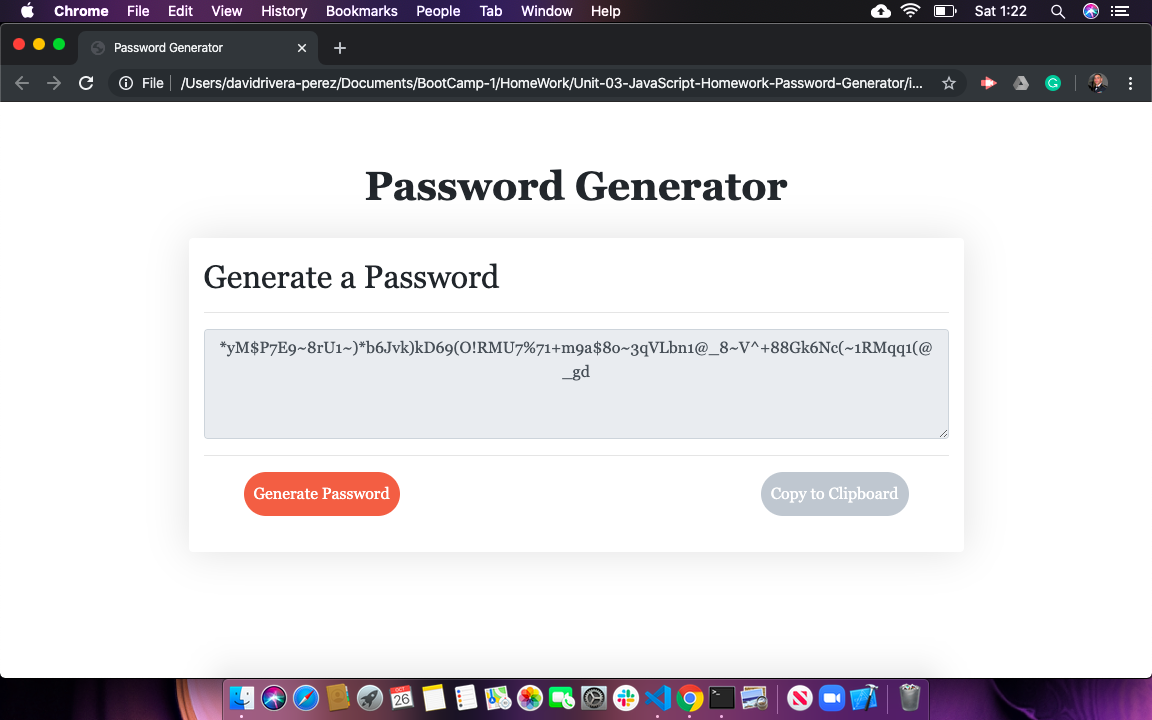 Chrome File Edit View History Bookmarks People Tab Window Help Sat 1:22
Password Generator
File /Users/davidrivera-perez/Documents/BootCamp-1/HomeWork/Unit-03-JavaScript-Homework-Password-Generator/i...
Password Generator
Generate a Password
*yM$P7E9~8rU1~)*b6Jvk)kD69(O!RMU7%71+m9a$8o~3qVLbn1@_8~V^+88Gk6Nc(~1RMqq1(@
_gd
Generate Password Copy to Clipboard
OCT
26